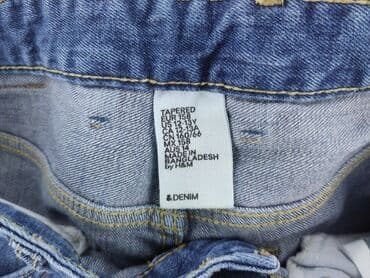 TAPERED
EUR 158
US 12-13Y
CA 12-13A
CN 160/66
MX 158
AUS 14
MADE IN
BANGLADESH
by H&M
&DENIM